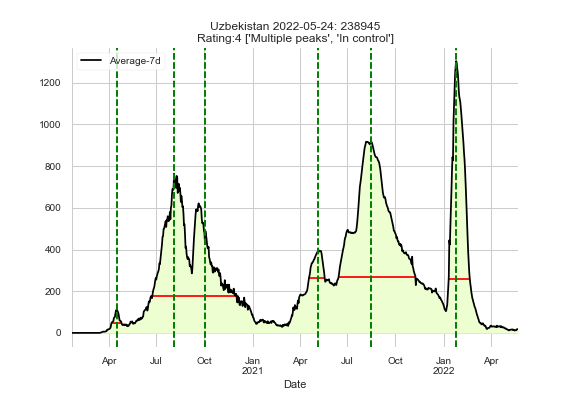 Uzbekistan 2022-05-24: 238945
Rating:4 ['Multiple peaks', 'In control']
Average-7d
1200
1000
800
600
400
200
0
Apr Jul Oct Jan Apr Jul Oct Jan Apr
2021 2022
Date